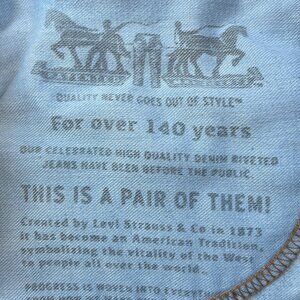 QUALITY NEVER GOES OUT OF STYLE™
For over 140 years
OUR CELEBRATED HIGH QUALITY DENIM RIVETED
JEANS HAVE BEEN BEFORE THE PUBLIC.
THIS IS A PAIR OF THEM!
Created by Levi Strauss & Co in 1873
it has become an American Tradition,
symbolizing the vitality of the West
to people all over the world.
PROGRESS IS WOVEN INTO EVERYTHING